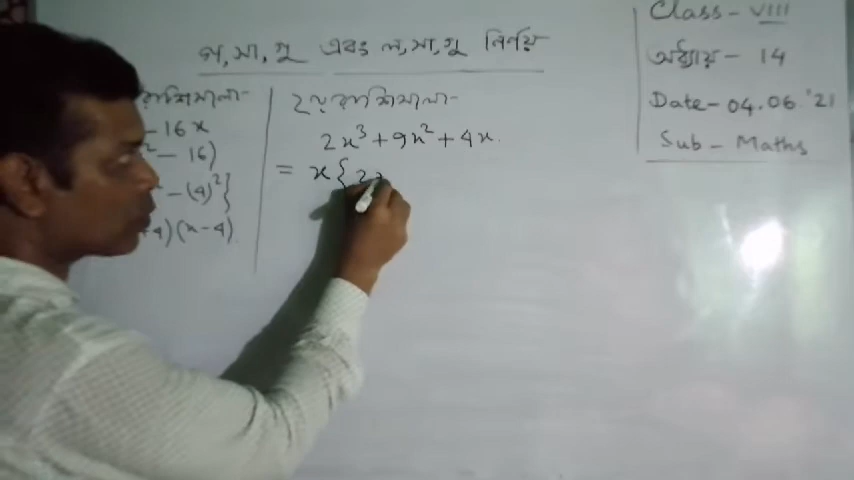 গ, সা, গু এবং ল, সা, গু নির্ণয়
Class - VIII
অধ্যায় - 14
Date - 04.06.'21
Sub - Maths
রাশিমালা-
- 16x
- 16)
- (4)²}
4) (x - 4)
২য় রাশিমালা-
2x³ + 9x² + 4x
= x{2x